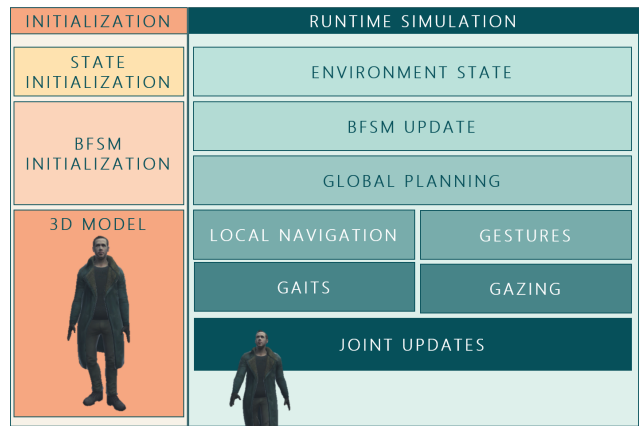 INITIALIZATION
STATE
INITIALIZATION
BFSM
INITIALIZATION
3D MODEL
RUNTIME SIMULATION
ENVIRONMENT STATE
BFSM UPDATE
GLOBAL PLANNING
LOCAL NAVIGATION
GESTURES
GAITS
GAZING
JOINT UPDATES